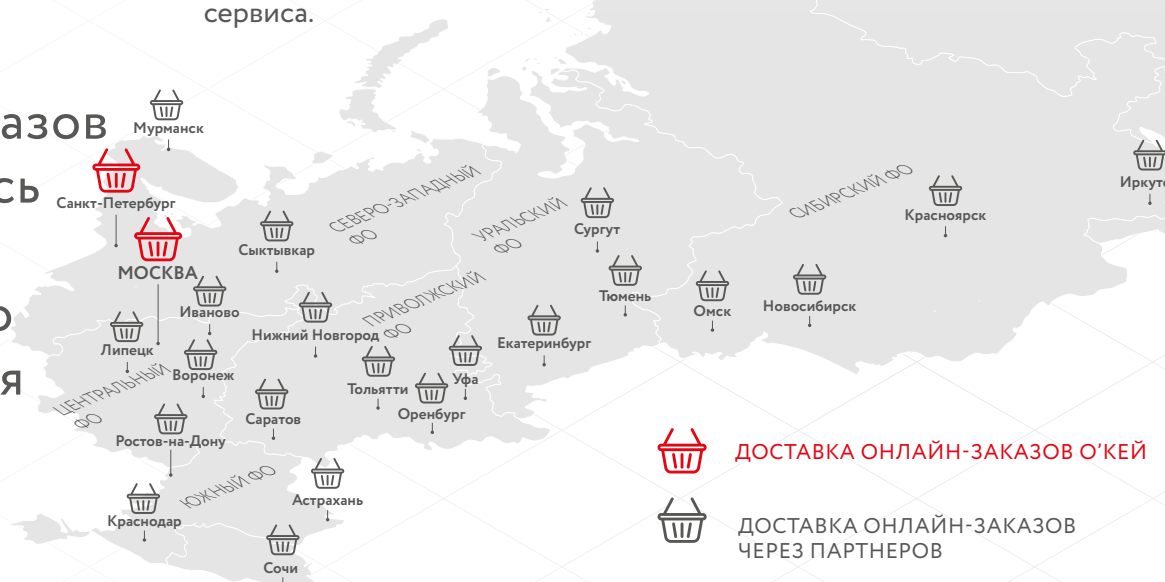 сервиса.
азов
Мурманск
сь
Санкт-Петербург
СЕВЕРО-ЗАПАДНЫЙ
ФО
СИБИРСКИЙ ФО
Иркутс
Красноярск
УРАЛЬСКИЙ
ФО
Сургут
Сыктывкар
МОСКВА
Тюмень
Омск
Новосибирск
Иваново
о
ПРИВОЛЖСКИЙ
ФО
Нижний Новгород
Екатеринбург
Липецк
я
Воронеж
Тольятти
Уфа
ЦЕНТРАЛЬНЫЙ
ФО
Саратов
Оренбург
Ростов-на-Дону
ДОСТАВКА ОНЛАЙН-ЗАКАЗОВ О’КЕЙ
ЮЖНЫЙ ФО
Астрахань
Краснодар
ДОСТАВКА ОНЛАЙН-ЗАКАЗОВ
ЧЕРЕЗ ПАРТНЕРОВ
Сочи